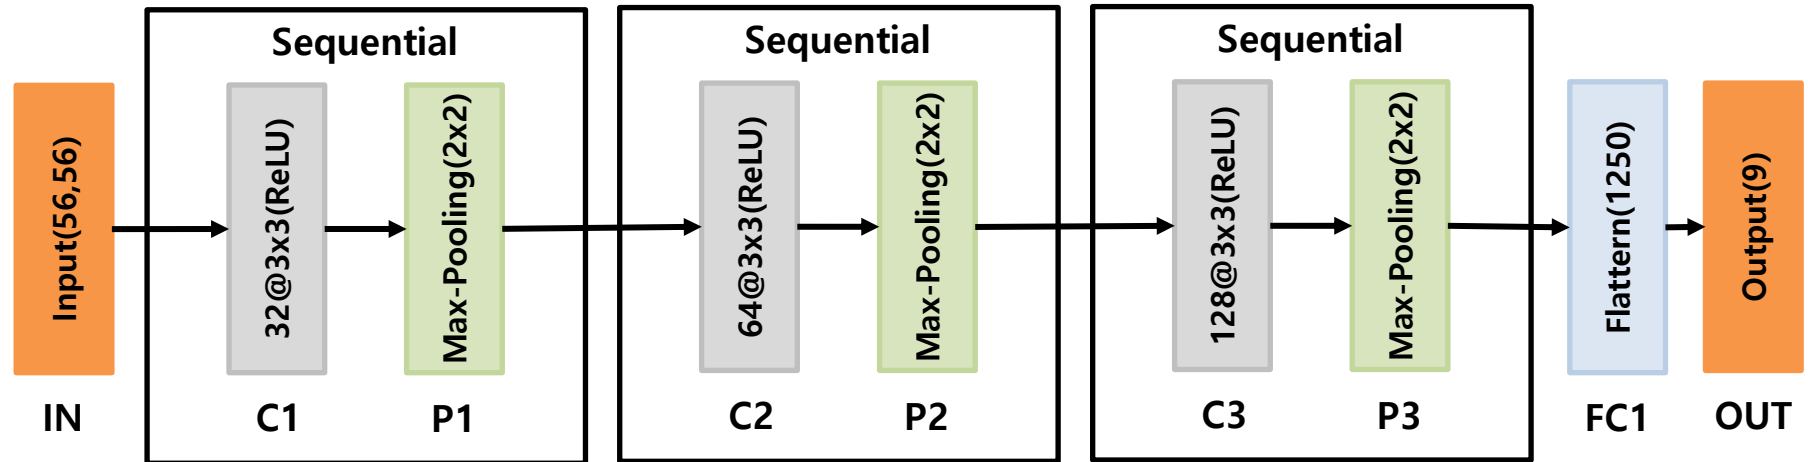 Sequential
Sequential
Sequential
Input(56,56)
32@3x3(ReLU)
Max-Pooling(2x2)
64@3x3(ReLU)
Max-Pooling(2x2)
128@3x3(ReLU)
Max-Pooling(2x2)
Flattern(1250)
Output(9)
IN
C1
P1
C2
P2
C3
P3
FC1
OUT